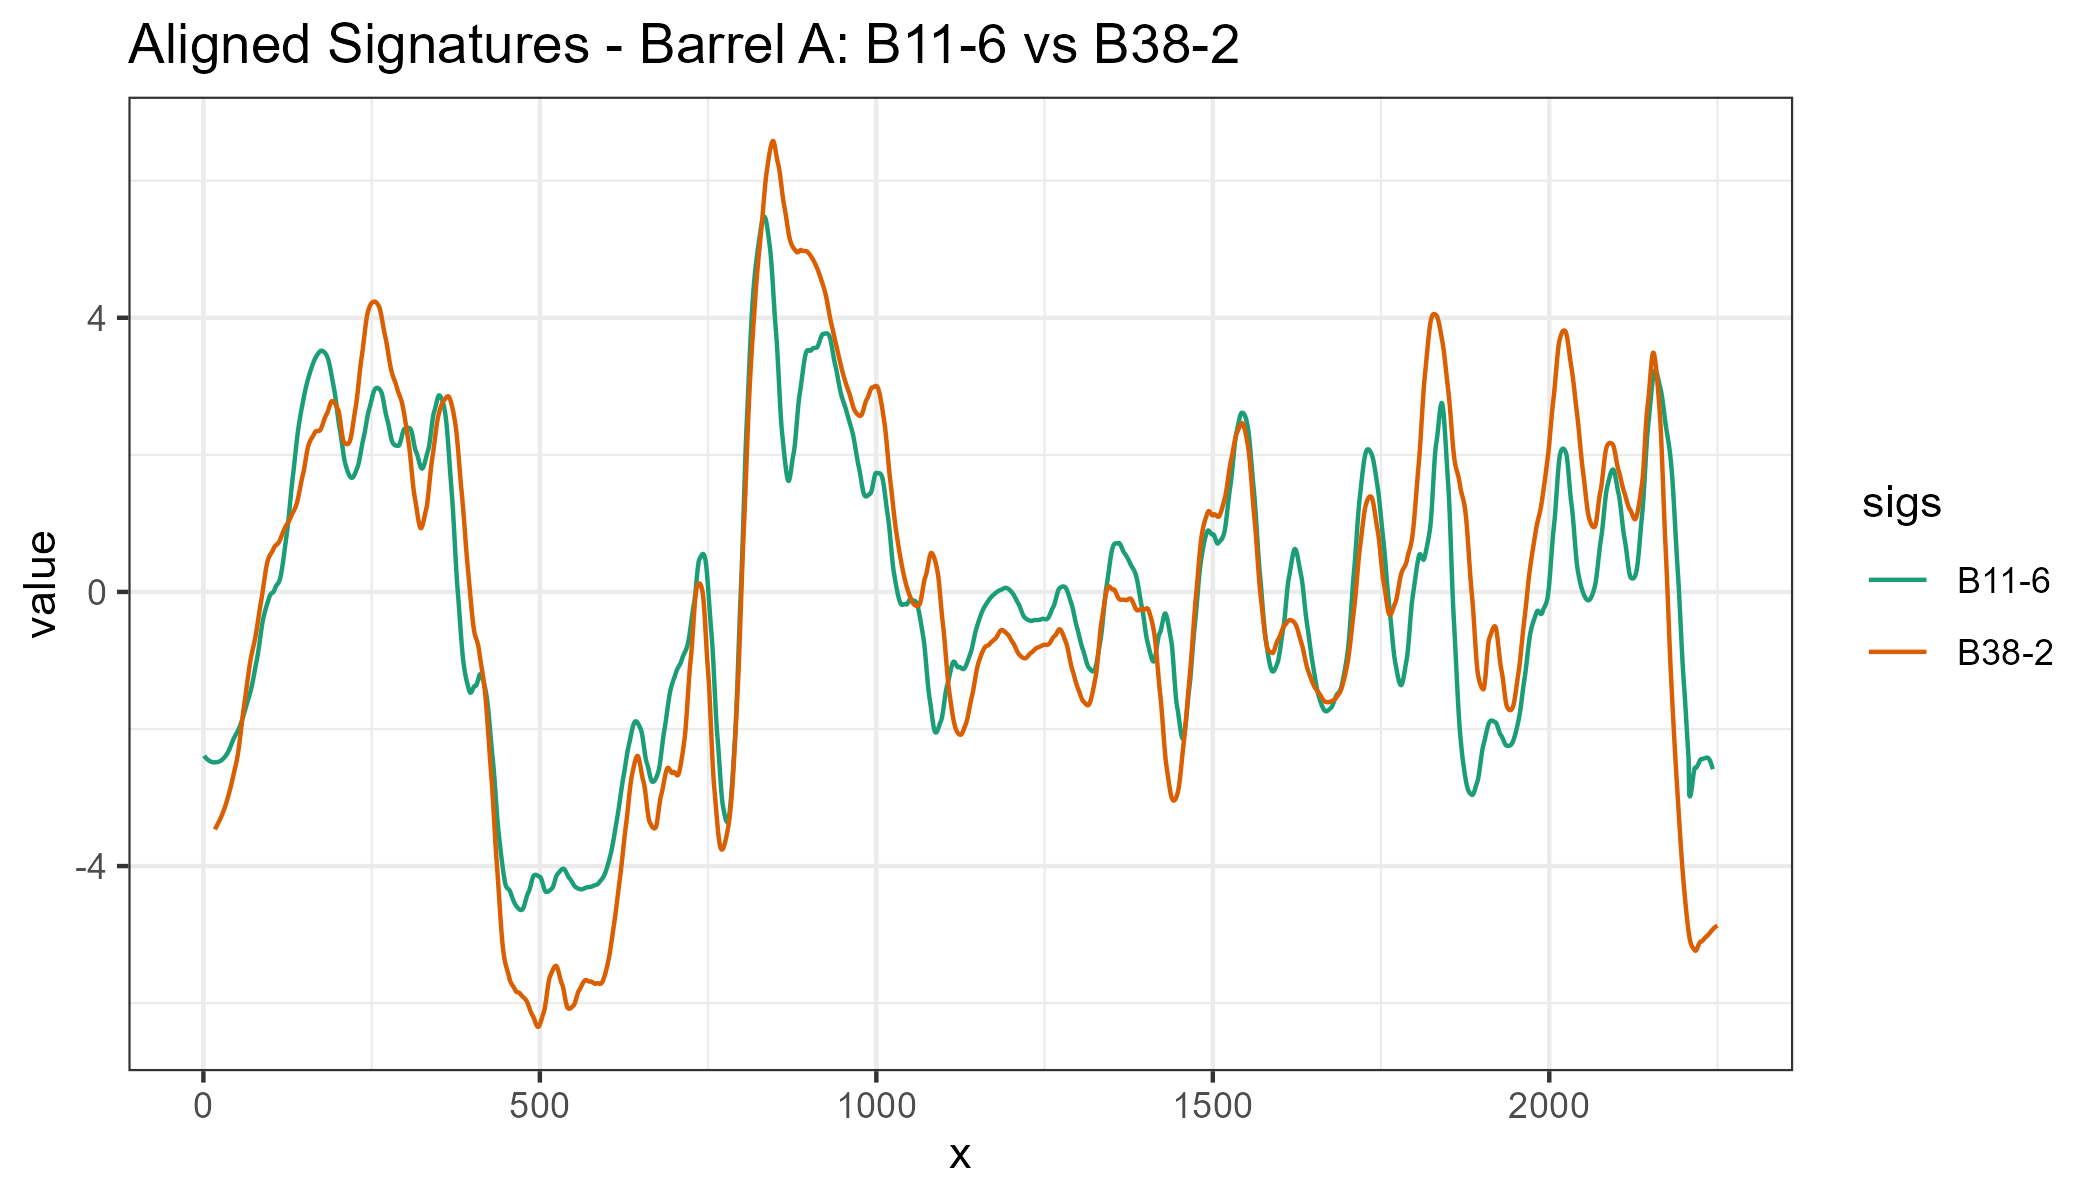 Aligned Signatures - Barrel A: B11-6 vs B38-2
value
4
0
-4
0
500
1000
1500
2000
x
sigs
B11-6
B38-2